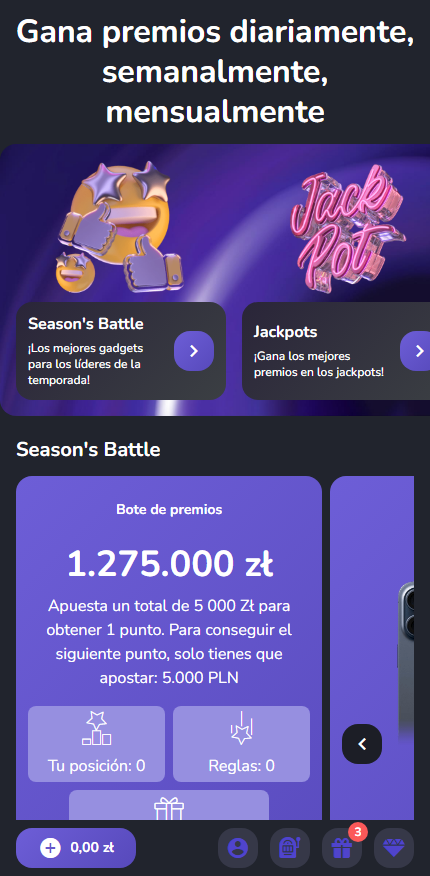 Gana premios diariamente,
semanalmente,
mensualmente
Jack
Pot
Season's Battle
¡Los mejores gadgets
para los líderes de la
temporada!
Jackpots
¡Gana los mejores
premios en los jackpots!
Season's Battle
Bote de premios
1.275.000 zł
Apuesta un total de 5 000 Zł para
obtener 1 punto. Para conseguir el
siguiente punto, solo tienes que
apostar: 5.000 PLN
Tu posición: 0
Reglas: 0
0,00 zł
3